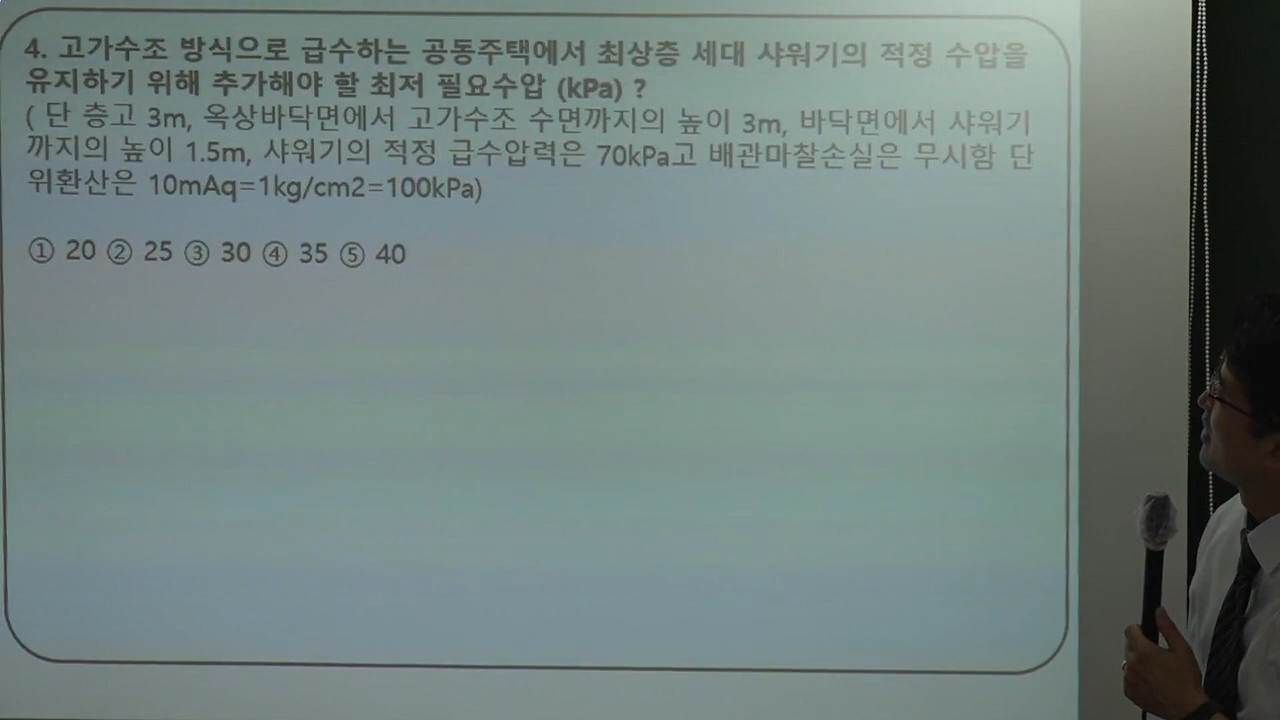 4. 고가수조 방식으로 급수하는 공동주택에서 최상층 세대 샤워기의 적정 수압을
유지하기 위해 추가해야 할 최저 필요수압 (kPa) ?
( 단 층고 3m, 옥상바닥면에서 고가수조 수면까지의 높이 3m, 바닥면에서 샤워기
까지의 높이 1.5m, 샤워기의 적정 급수압력은 70kPa고 배관마찰손실은 무시함 단
위환산은 10mAq=1kg/cm2=100kPa)
① 20 ② 25 ③ 30 ④ 35 ⑤ 40